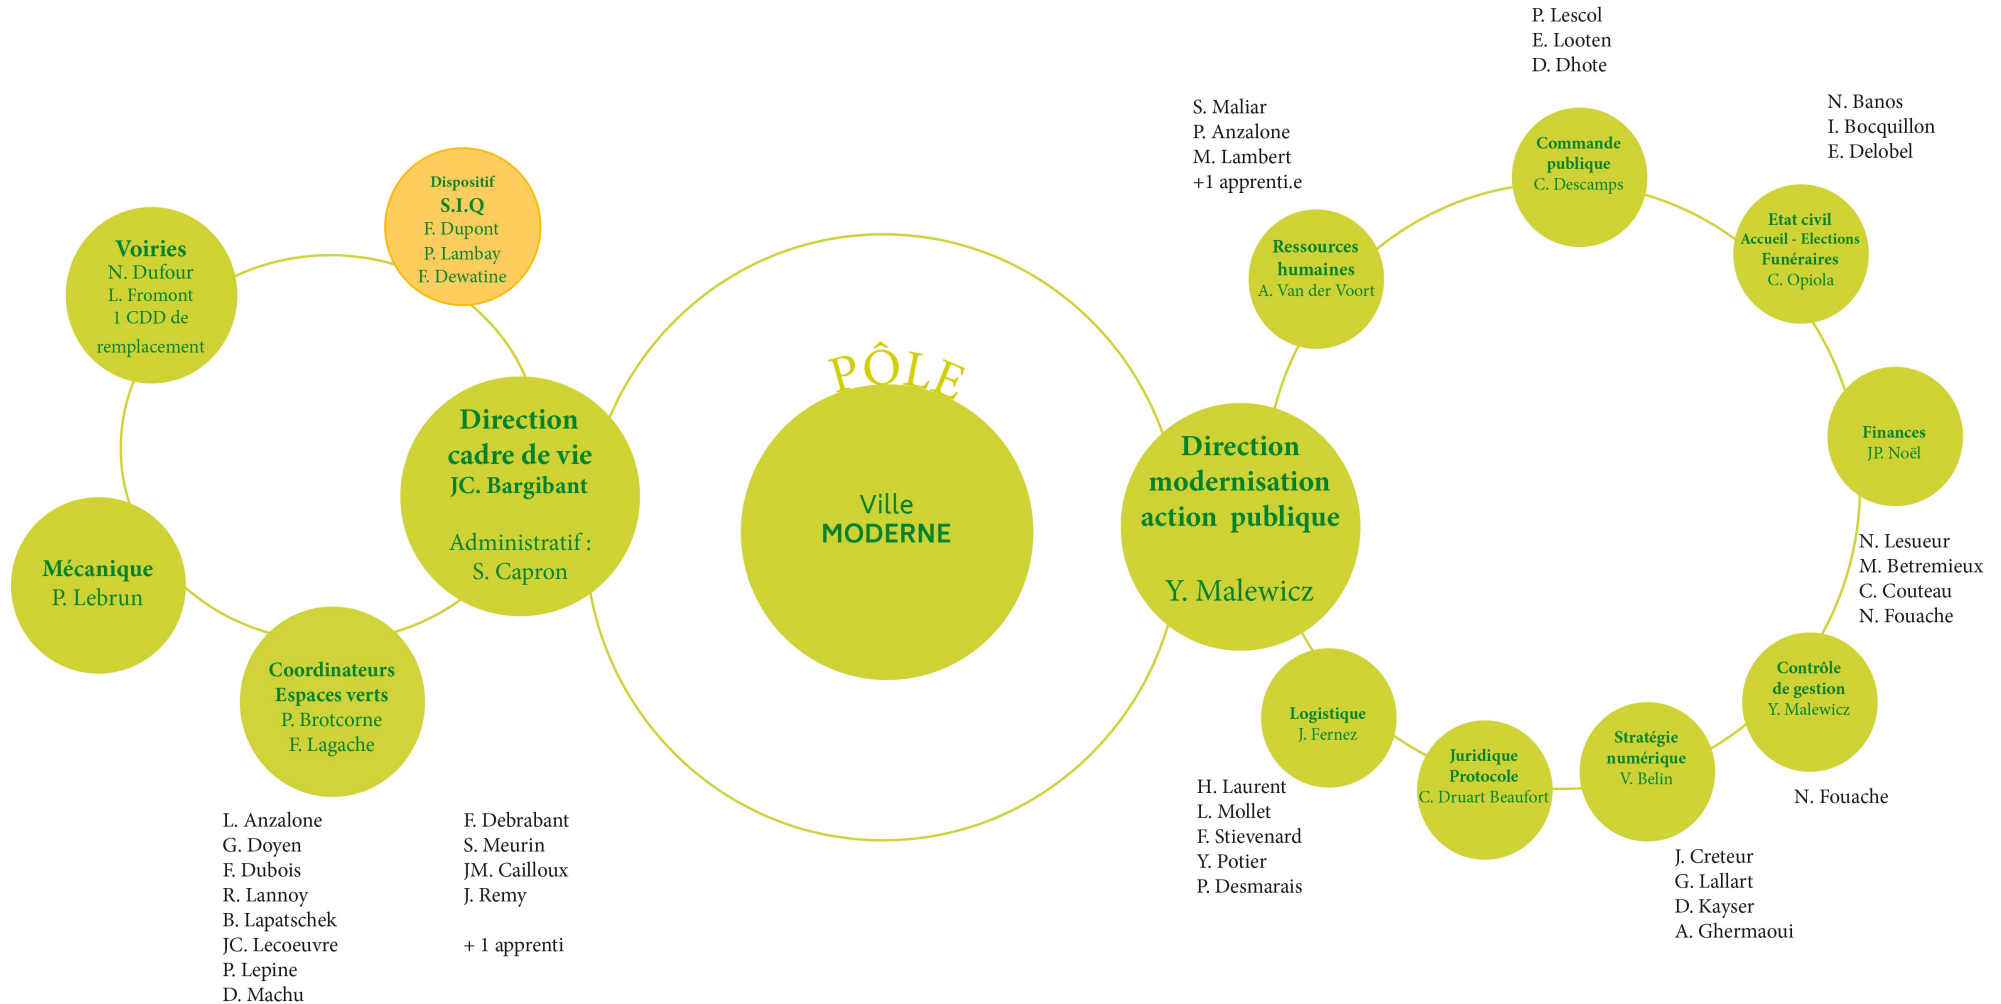 Dispositif
S.I.Q
F. Dupont
P. Lambay
F. Dewatine
Voiries
N. Dufour
L. Fromont
1 CDD de
remplacement
Direction
cadre de vie
JC. Bargibant
Administratif :
S. Capron
Mécanique
P. Lebrun
Coordinateurs
Espaces verts
P. Brotcorne
F. Lagache
L. Anzalone
G. Doyen
F. Dubois
R. Lannoy
B. Lapatschek
JC. Lecoeuvre
P. Lepine
D. Machu
F. Debrabant
S. Meurin
JM. Cailloux
J. Remy
+ 1 apprenti
PÔLE
Ville
MODERNE
Direction
modernisation
action publique
Y. Malewicz
S. Maliar
P. Anzalone
M. Lambert
+1 apprenti.e
Ressources
humaines
A. Van der Voort
P. Lescol
E. Looten
D. Dhote
Commande
publique
C. Descamps
N. Banos
I. Bocquillon
E. Delobel
Etat civil
Accueil - Elections
Funéraires
C. Opiola
Finances
JP. Noël
N. Lesueur
M. Betremieux
C. Couteau
N. Fouache
Contrôle
de gestion
Y. Malewicz
N. Fouache
Stratégie
numérique
V. Belin
J. Creteur
G. Lallart
D. Kayser
A. Ghermaoui
Juridique
Protocole
C. Druart Beaufort
Logistique
J. Fernez
H. Laurent
L. Mollet
F. Stievenard
Y. Potier
P. Desmarais